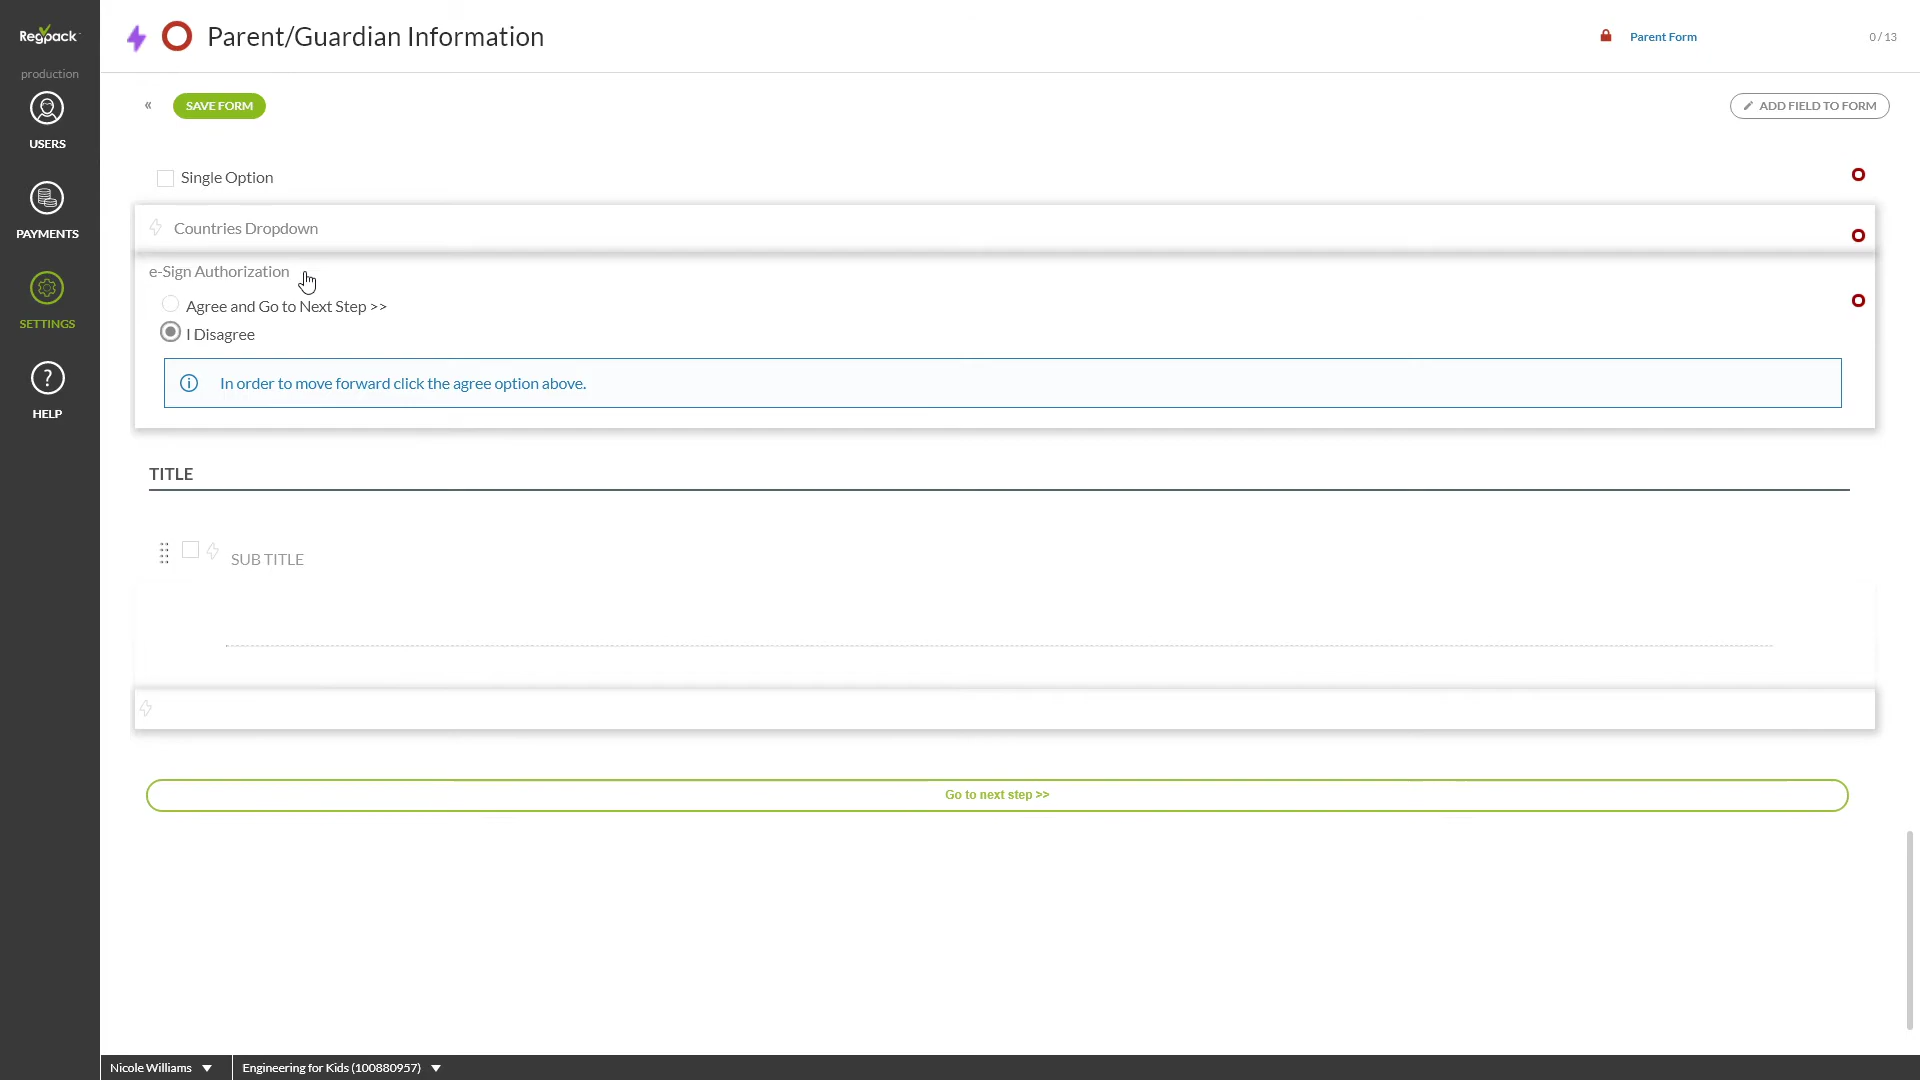 Regpack
production
USERS
PAYMENTS
SETTINGS
HELP
Parent/Guardian Information
Parent Form
0 / 13
«
SAVE FORM
ADD FIELD TO FORM
Single Option
Countries Dropdown
e-Sign Authorization
Agree and Go to Next Step >>
I Disagree
In order to move forward click the agree option above.
TITLE
SUB TITLE
Go to next step >>
Nicole Williams
Engineering for Kids (100880957)